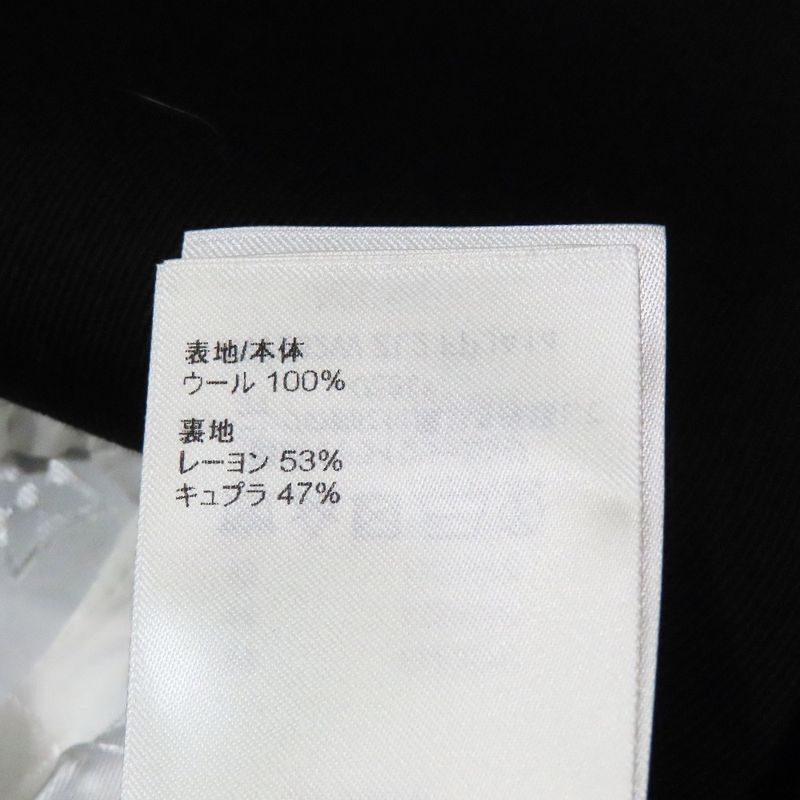 表地/本体
ウール 100%
裏地
レーヨン 53%
キュプラ 47%